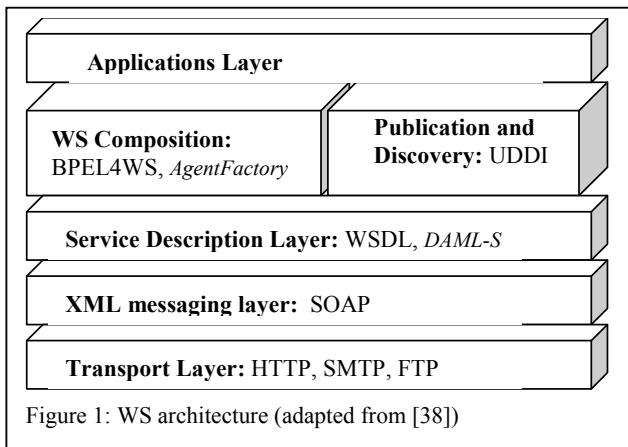 Applications Layer
WS Composition:
BPEL4WS, AgentFactory
Publication and
Discovery: UDDI
Service Description Layer: WSDL, DAML-S
XML messaging layer: SOAP
Transport Layer: HTTP, SMTP, FTP
Figure 1: WS architecture (adapted from [38])